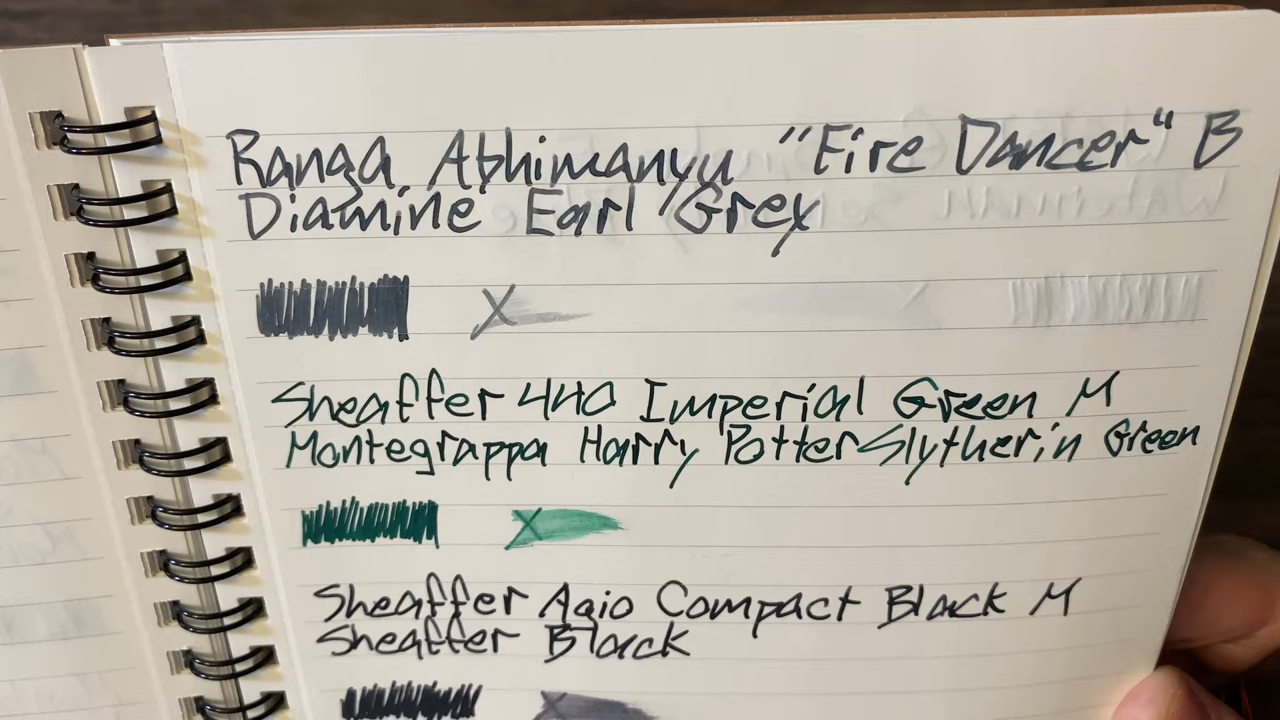 Ranga Abhimanyu "Fire Dancer" B
Diamine Earl Grey
X
Sheaffer 440 Imperial Green M
Montegrappa Harry Potter Slytherin Green
X
Sheaffer Agio Compact Black M
Sheaffer Black
X